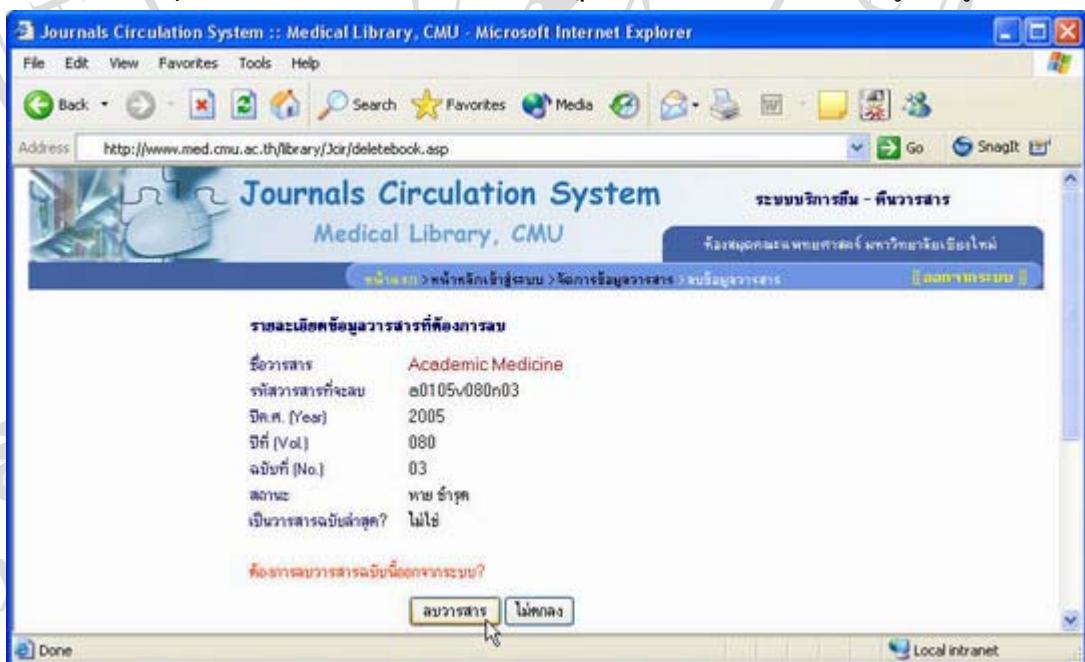 Journals Circulation System :: Medical Library, CMU - Microsoft Internet Explorer
File Edit View Favorites Tools Help
Back Search Favorites Media
Address http://www.med.cmu.ac.th/library/Jcir/deletebook.asp Go SnagIt
Journals Circulation System ระบบบริการยืม - คืนวารสาร
Medical Library, CMU ห้องสมุดคณะแพทยศาสตร์ มหาวิทยาลัยเชียงใหม่
หน้าแรก > หน้าหลักเข้าสู่ระบบ > จัดการข้อมูลวารสาร > ลบข้อมูลวารสาร [[ ออกจากระบบ ]]
รายละเอียดข้อมูลวารสารที่ต้องการลบ
ชื่อวารสาร Academic Medicine
รหัสวารสารที่จะลบ a0105v080n03
ปีค.ศ. (Year) 2005
ปีที่ (Vol.) 080
ฉบับที่ (No.) 03
สถานะ หาย ชำรุด
เป็นวารสารฉบับล่าสุด? ไม่ใช่
ต้องการลบวารสารฉบับนี้ออกจากระบบ?
ลบวารสาร ไม่ตกลง
Done Local intranet